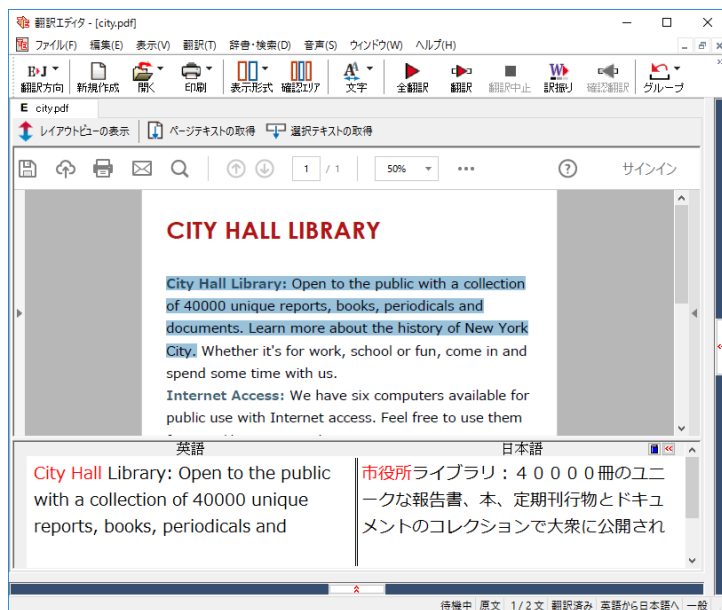 翻訳エディタ - [city.pdf]
ファイル(F) 編集(E) 表示(V) 翻訳(T) 辞書・検索(D) 音声(S) ウィンドウ(W) ヘルプ(H)
E▸J
翻訳方向 新規作成 開く 印刷 表示形式 確認エリア 文字 全翻訳 翻訳 翻訳中止 訳振り 確認翻訳 グループ
E city.pdf
レイアウトビューの表示 ページテキストの取得 選択テキストの取得
1 / 1 50% サインイン
CITY HALL LIBRARY
City Hall Library: Open to the public with a collection
of 40000 unique reports, books, periodicals and
documents. Learn more about the history of New York
City. Whether it's for work, school or fun, come in and
spend some time with us.
Internet Access: We have six computers available for
public use with Internet access. Feel free to use them
英語 日本語
City Hall Library: Open to the public
with a collection of 40000 unique
reports, books, periodicals and
市役所ライブラリ：４００００冊のユニ
ークな報告書、本、定期刊行物とドキュ
メントのコレクションで大衆に公開され
待機中 原文 1/2文 翻訳済み 英語から日本語へ 一般